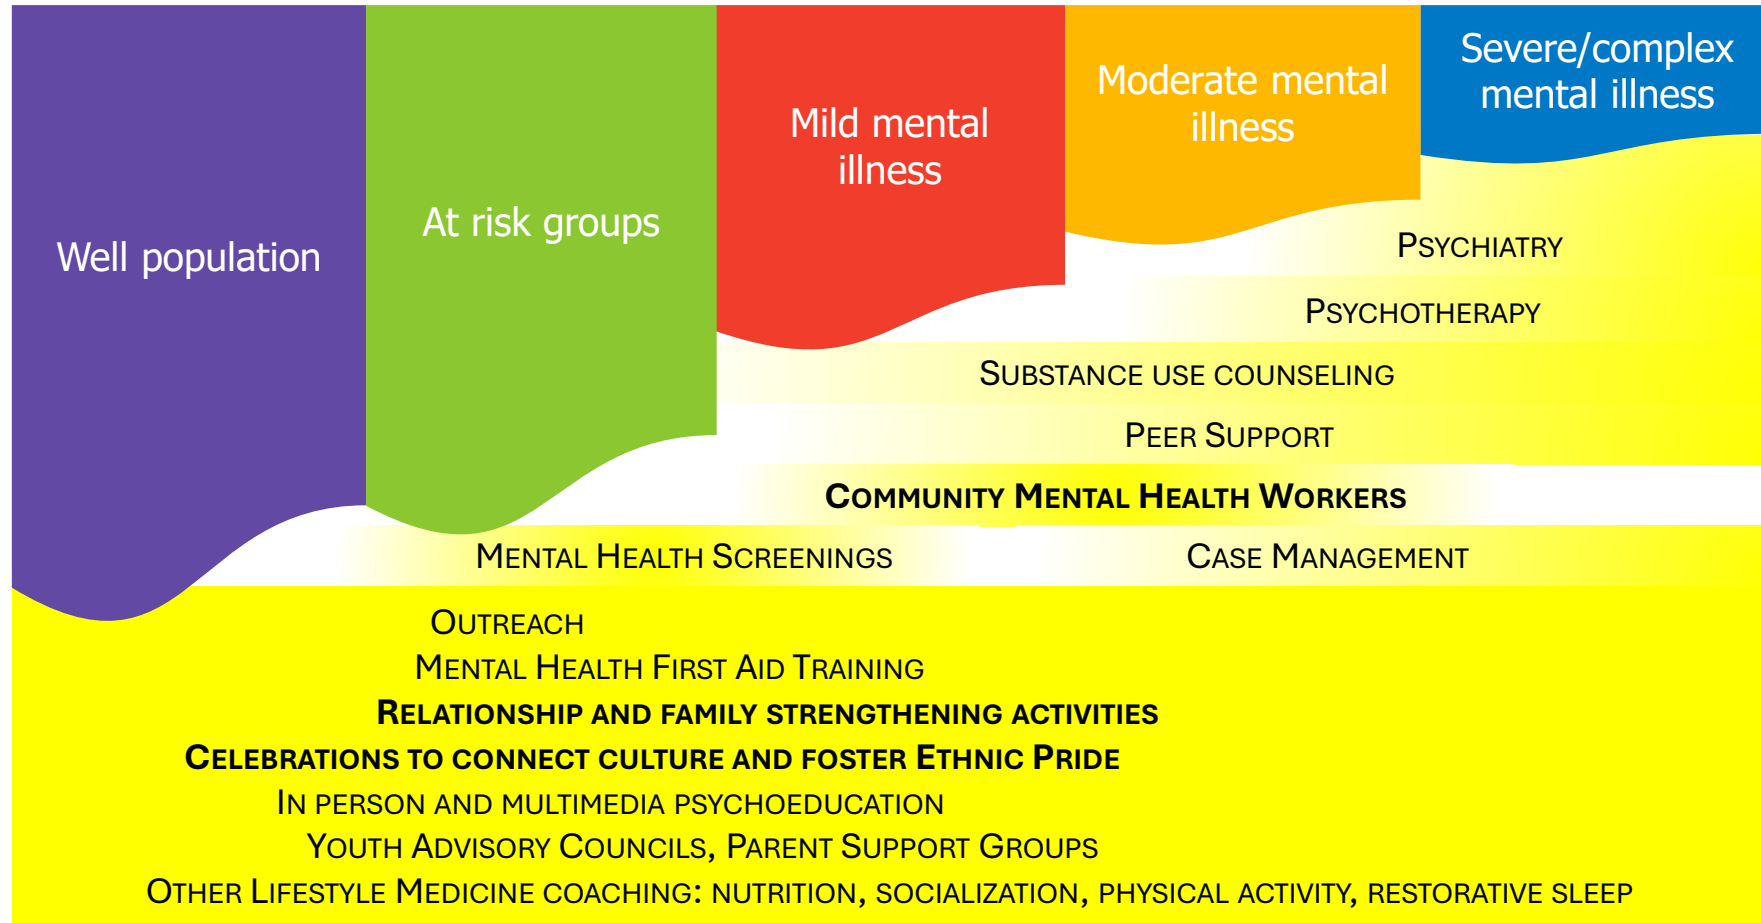 Well population
At risk groups
Mild mental
illness
Moderate mental
illness
Severe/complex
mental illness
PSYCHIATRY
PSYCHOTHERAPY
SUBSTANCE USE COUNSELING
PEER SUPPORT
COMMUNITY MENTAL HEALTH WORKERS
MENTAL HEALTH SCREENINGS
CASE MANAGEMENT
OUTREACH
MENTAL HEALTH FIRST AID TRAINING
RELATIONSHIP AND FAMILY STRENGTHENING ACTIVITIES
CELEBRATIONS TO CONNECT CULTURE AND FOSTER ETHNIC PRIDE
IN PERSON AND MULTIMEDIA PSYCHOEDUCATION
YOUTH ADVISORY COUNCILS, PARENT SUPPORT GROUPS
OTHER LIFESTYLE MEDICINE COACHING: NUTRITION, SOCIALIZATION, PHYSICAL ACTIVITY, RESTORATIVE SLEEP